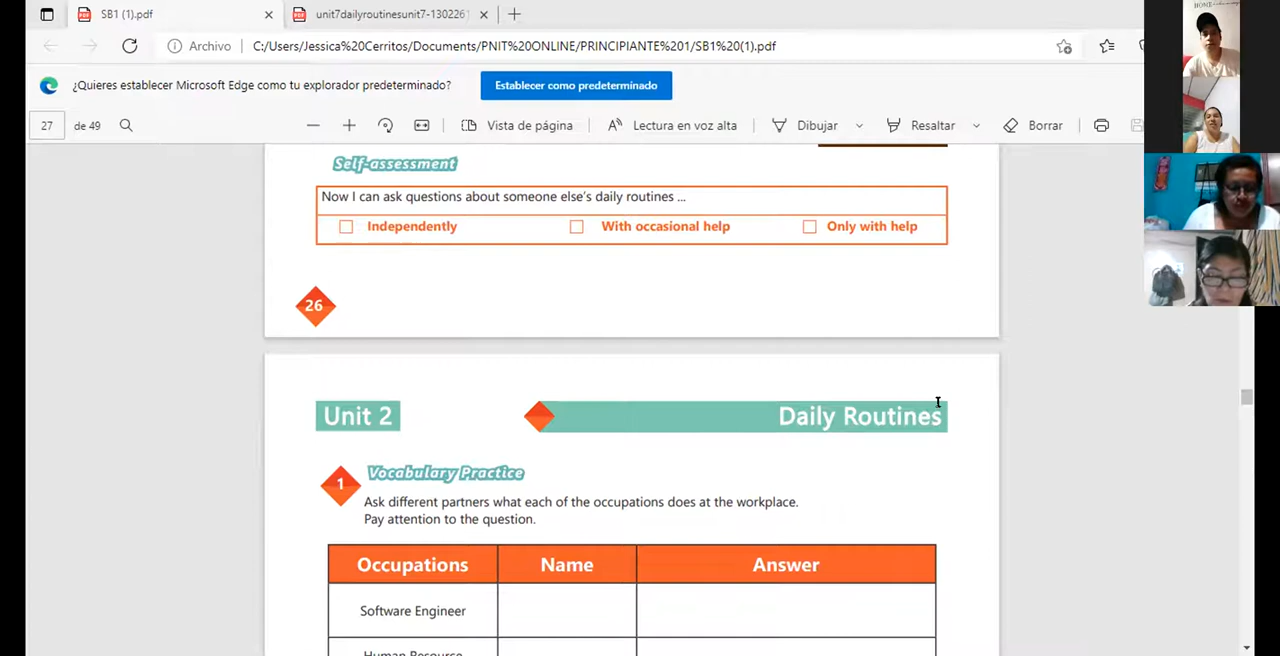 SB1 (1).pdf
unit7dailyroutinesunit7-130226
Archivo
C:/Users/Jessica%20Cerritos/Documents/PNIT%20ONLINE/PRINCIPIANTE%201/SB1%20(1).pdf
¿Quieres establecer Microsoft Edge como tu explorador predeterminado?
Establecer como predeterminado
27 de 49
Vista de página
Lectura en voz alta
Dibujar
Resaltar
Borrar
Self-assessment
Now I can ask questions about someone else's daily routines ...
Independently
With occasional help
Only with help
26
Unit 2
Daily Routines
1
Vocabulary Practice
Ask different partners what each of the occupations does at the workplace.
Pay attention to the question.
Occupations Name Answer
Software Engineer
Human Resource
HOME